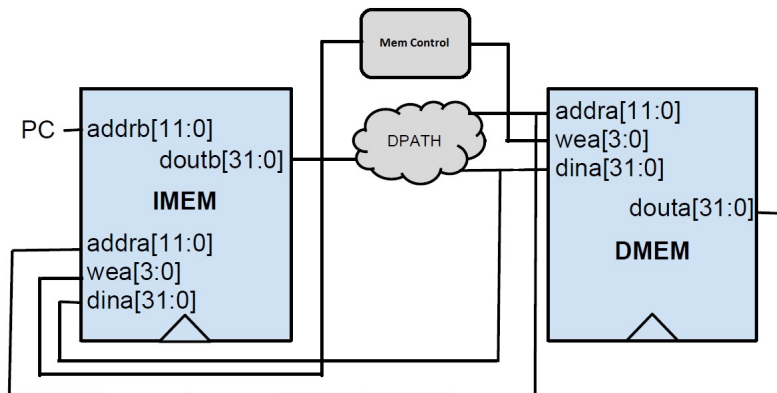 Mem Control
PC
addrb[11:0]
doutb[31:0]
IMEM
addra[11:0]
wea[3:0]
dina[31:0]
DPATH
addra[11:0]
wea[3:0]
dina[31:0]
douta[31:0]
DMEM